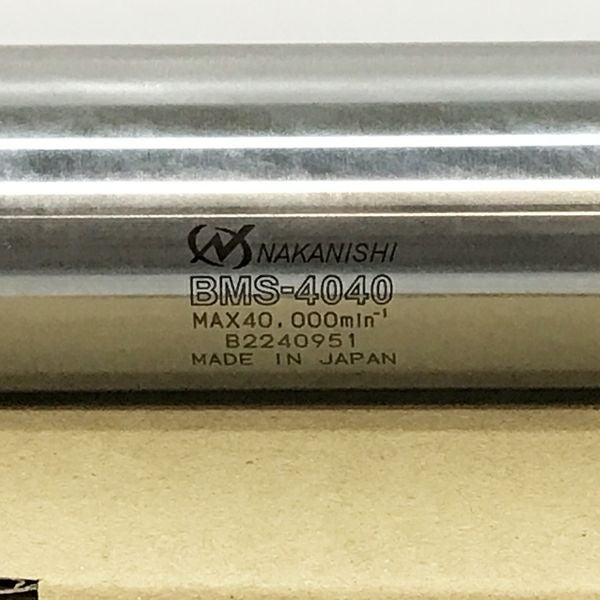 NAKANISHI
BMS-4040
MAX40,000min⁻¹
B2240951
MADE IN JAPAN